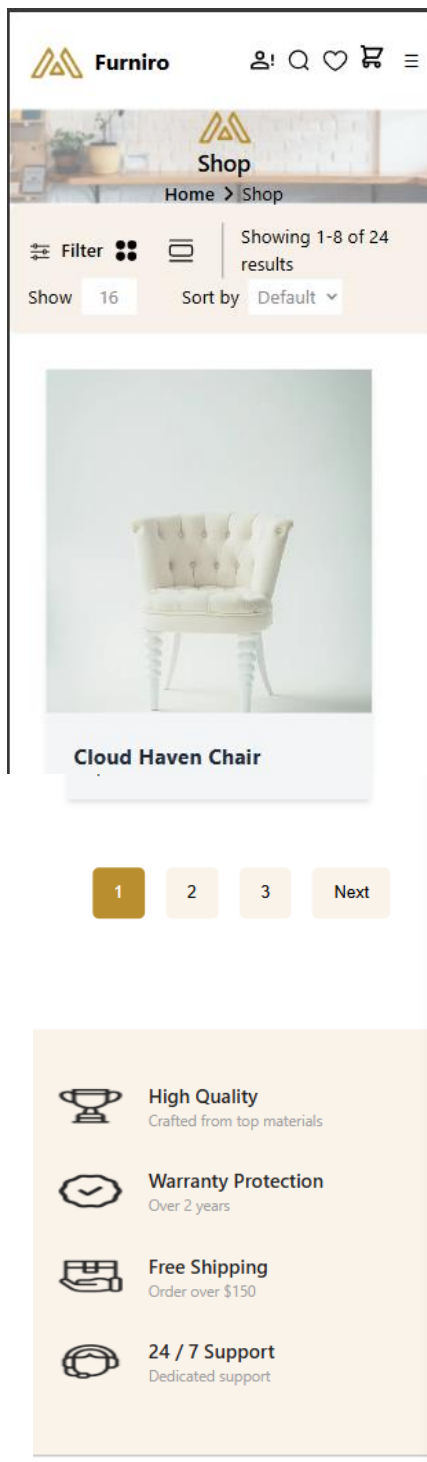 Furniro
Shop
Home > Shop
Filter
Showing 1-8 of 24
results
Show 16 Sort by Default
Cloud Haven Chair
1 2 3 Next
High Quality
Crafted from top materials
Warranty Protection
Over 2 years
Free Shipping
Order over $150
24 / 7 Support
Dedicated support